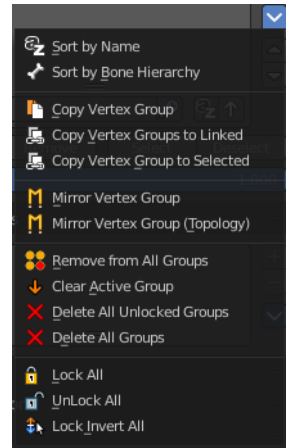 Sort by Name
Sort by Bone Hierarchy
Copy Vertex Group
Copy Vertex Groups to Linked
Copy Vertex Group to Selected
Mirror Vertex Group
Mirror Vertex Group (Topology)
Remove from All Groups
Clear Active Group
Delete All Unlocked Groups
Delete All Groups
Lock All
UnLock All
Lock Invert All